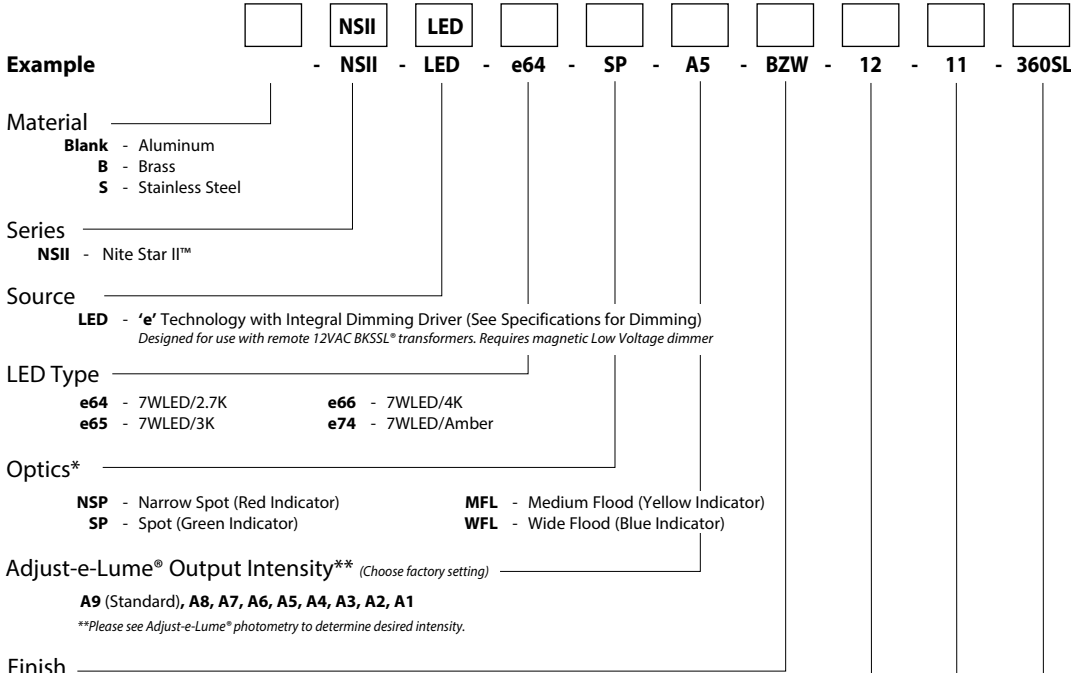 NSII LED
Example - NSII - LED - e64 - SP - A5 - BZW - 12 - 11 - 360SL
Material
Blank - Aluminum
B - Brass
S - Stainless Steel
Series
NSII - Nite Star II™
Source
LED - ‘e’ Technology with Integral Dimming Driver (See Specifications for Dimming)
Designed for use with remote 12VAC BKSSL® transformers. Requires magnetic Low Voltage dimmer
LED Type
e64 - 7WLED/2.7K e66 - 7WLED/4K
e65 - 7WLED/3K e74 - 7WLED/Amber
Optics*
NSP - Narrow Spot (Red Indicator) MFL - Medium Flood (Yellow Indicator)
SP - Spot (Green Indicator) WFL - Wide Flood (Blue Indicator)
Adjust-e-Lume® Output Intensity** (Choose factory setting)
A9 (Standard), A8, A7, A6, A5, A4, A3, A2, A1
**Please see Adjust-e-Lume® photometry to determine desired intensity.
Finish